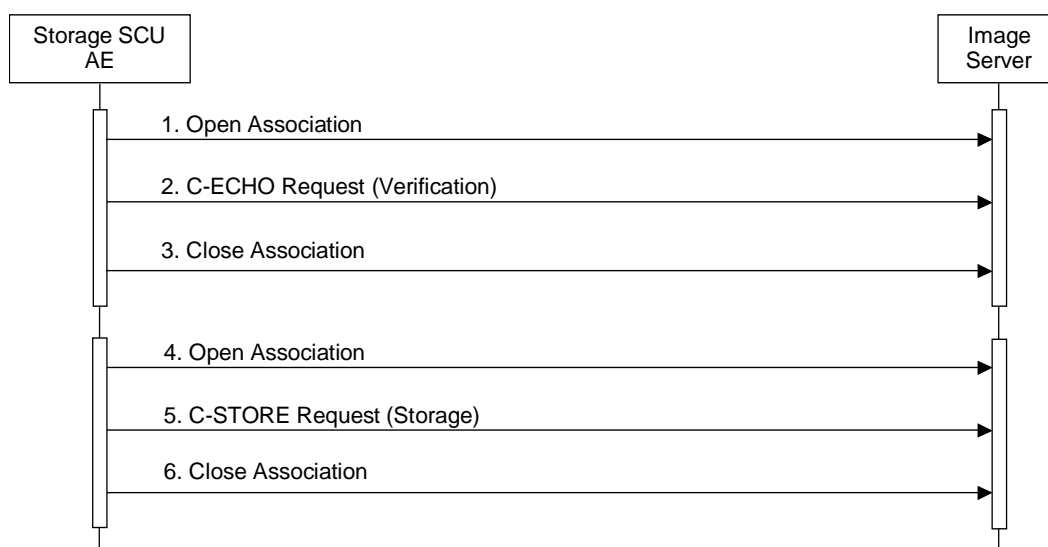 Storage SCU
AE
Image
Server
1. Open Association
2. C-ECHO Request (Verification)
3. Close Association
4. Open Association
5. C-STORE Request (Storage)
6. Close Association